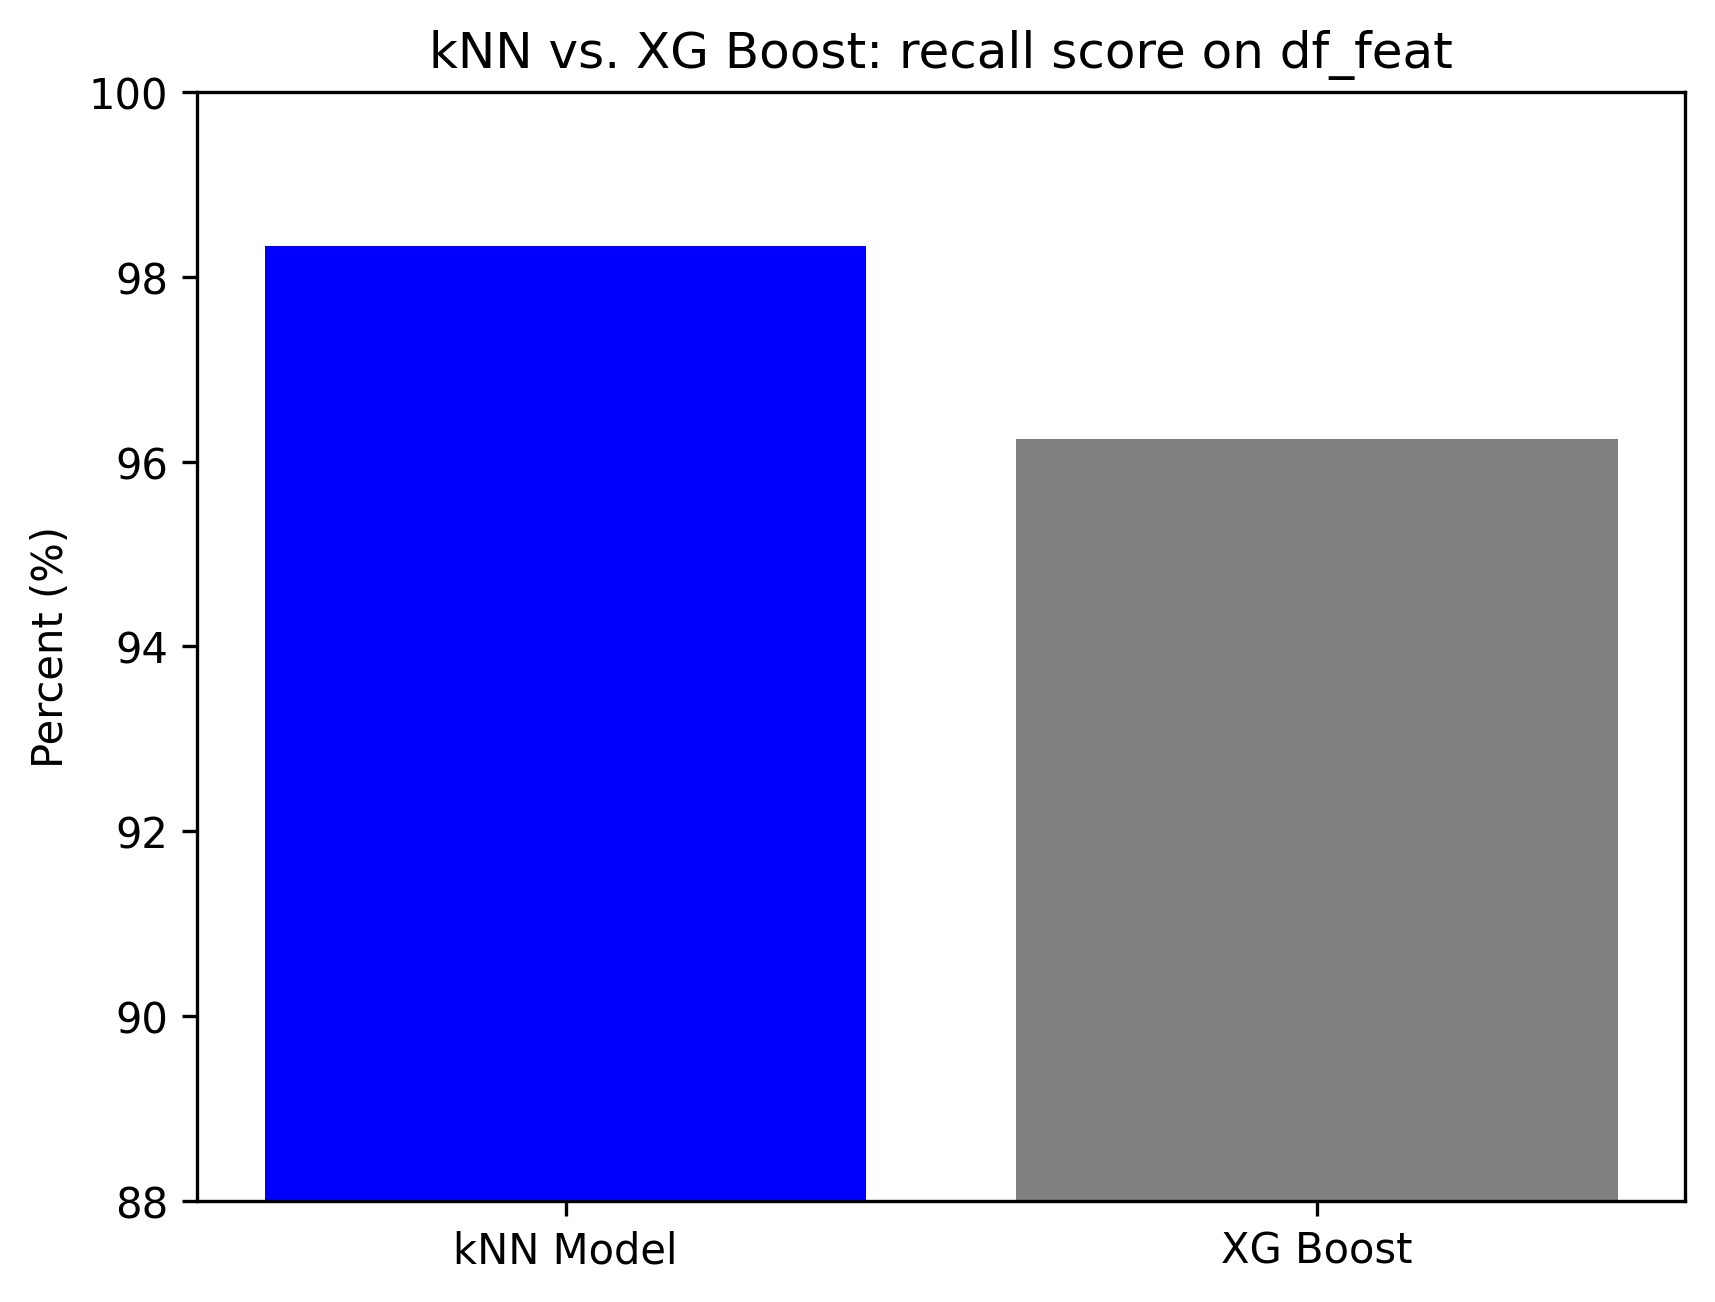 kNN vs. XG Boost: recall score on df_feat
100
98
96
94
92
90
88
Percent (%)
kNN Model
XG Boost